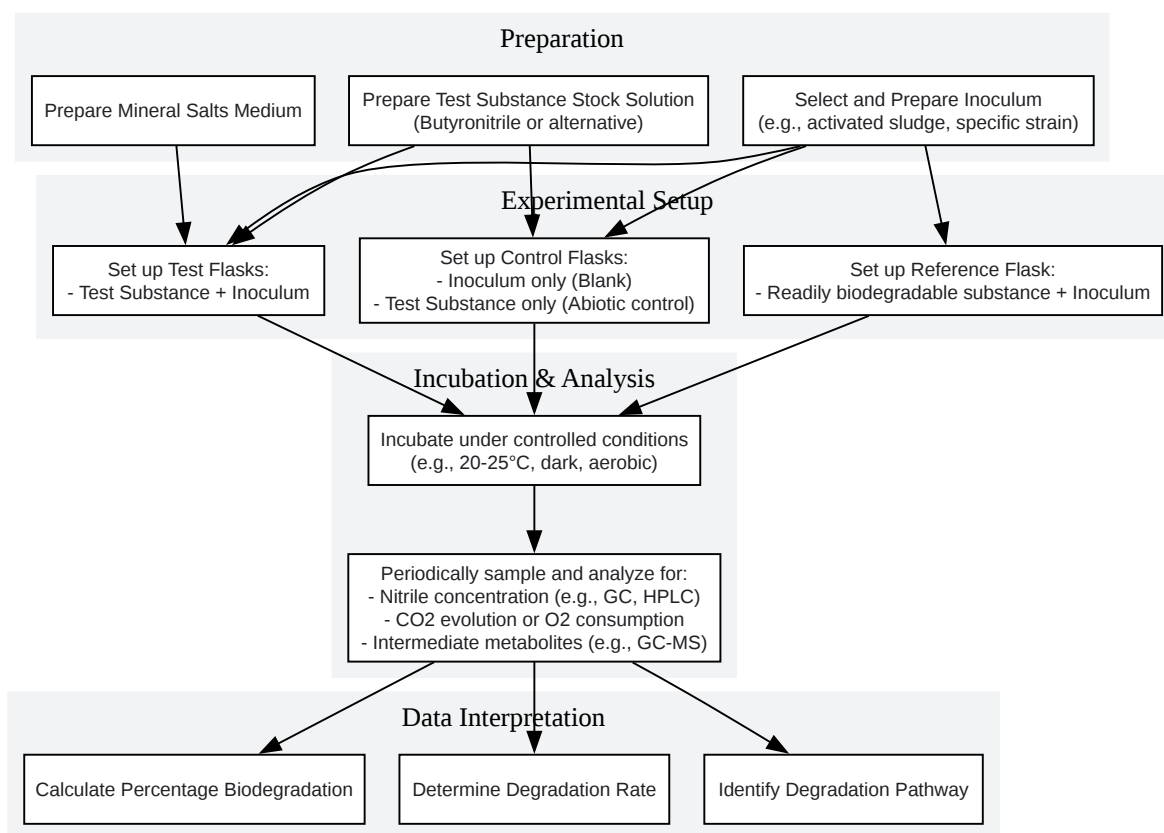 Preparation
Prepare Mineral Salts Medium
Prepare Test Substance Stock Solution
(Butyronitrile or alternative)
Select and Prepare Inoculum
(e.g., activated sludge, specific strain)
Experimental Setup
Set up Test Flasks:
- Test Substance + Inoculum
Set up Control Flasks:
- Inoculum only (Blank)
- Test Substance only (Abiotic control)
Set up Reference Flask:
- Readily biodegradable substance + Inoculum
Incubation & Analysis
Incubate under controlled conditions
(e.g., 20-25°C, dark, aerobic)
Periodically sample and analyze for:
- Nitrile concentration (e.g., GC, HPLC)
- CO2 evolution or O2 consumption
- Intermediate metabolites (e.g., GC-MS)
Data Interpretation
Calculate Percentage Biodegradation
Determine Degradation Rate
Identify Degradation Pathway